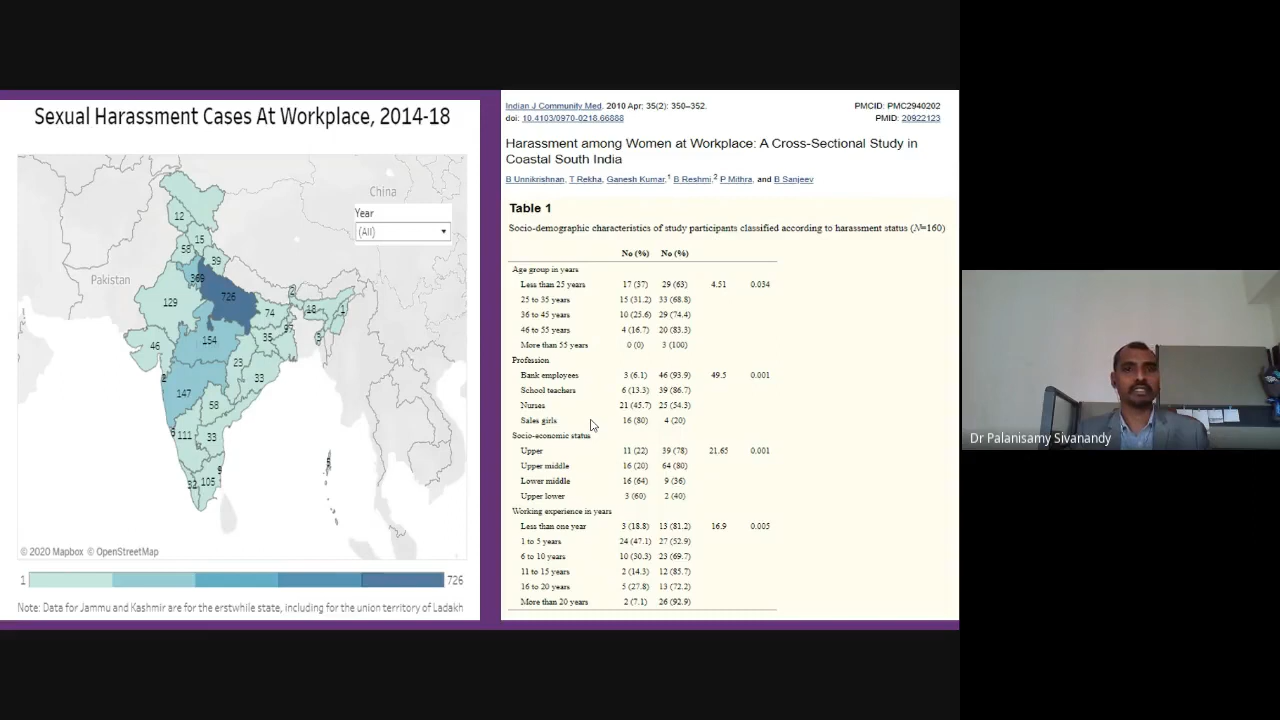 Sexual Harassment Cases At Workplace, 2014-18
China
Year
(All)
Pakistan
12
15
58
39
369
726
129
2
18
1
74
97
5
46
154
35
23
33
2
147
58
111
33
9
32
105
© 2020 Mapbox © OpenStreetMap
1
726
Note: Data for Jammu and Kashmir are for the erstwhile state, including for the union territory of Ladakh
Indian J Community Med. 2010 Apr; 35(2): 350–352.
PMCID: PMC2940202
doi: 10.4103/0970-0218.66888
PMID: 20922123
Harassment among Women at Workplace: A Cross-Sectional Study in
Coastal South India
B Unnikrishnan, T Rekha, Ganesh Kumar,1 B Reshmi,2 P Mithra, and B Sanjeev
Table 1
Socio-demographic characteristics of study participants classified according to harassment status (N=160)
No (%) No (%)
Age group in years
Less than 25 years 17 (37) 29 (63) 4.51 0.034
25 to 35 years 15 (31.2) 33 (68.8)
36 to 45 years 10 (25.6) 29 (74.4)
46 to 55 years 4 (16.7) 20 (83.3)
More than 55 years 0 (0) 3 (100)
Profession
Bank employees 3 (6.1) 46 (93.9) 49.5 0.001
School teachers 6 (13.3) 39 (86.7)
Nurses 21 (45.7) 25 (54.3)
Sales girls 16 (80) 4 (20)
Socio-economic status
Upper 11 (22) 39 (78) 21.65 0.001
Upper middle 16 (20) 64 (80)
Lower middle 16 (64) 9 (36)
Upper lower 3 (60) 2 (40)
Working experience in years
Less than one year 3 (18.8) 13 (81.2) 16.9 0.005
1 to 5 years 24 (47.1) 27 (52.9)
6 to 10 years 10 (30.3) 23 (69.7)
11 to 15 years 2 (14.3) 12 (85.7)
16 to 20 years 5 (27.8) 13 (72.2)
More than 20 years 2 (7.1) 26 (92.9)
Dr Palanisamy Sivanandy